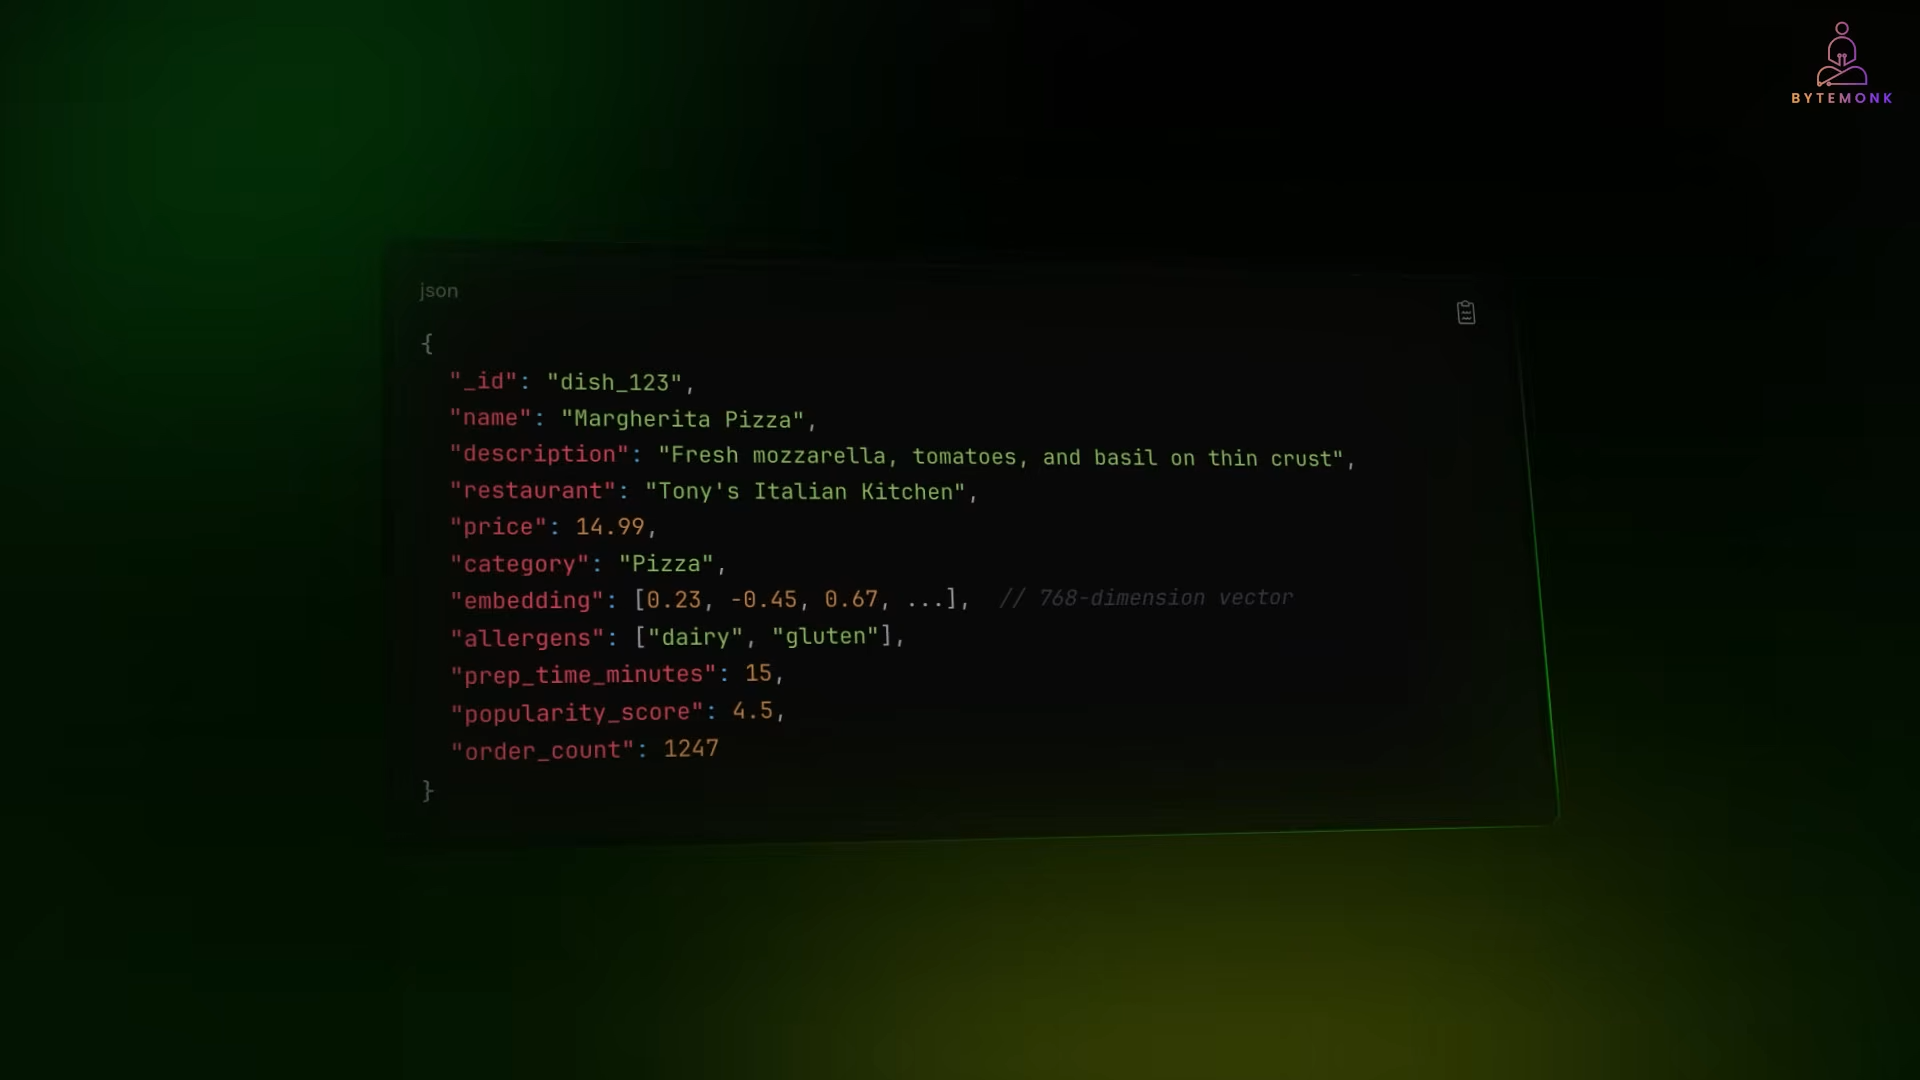 BYTEMONK
json
{
"_id": "dish_123",
"name": "Margherita Pizza",
"description": "Fresh mozzarella, tomatoes, and basil on thin crust",
"restaurant": "Tony's Italian Kitchen",
"price": 14.99,
"category": "Pizza",
"embedding": [0.23, -0.45, 0.67, ...],  // 768-dimension vector
"allergens": ["dairy", "gluten"],
"prep_time_minutes": 15,
"popularity_score": 4.5,
"order_count": 1247
}